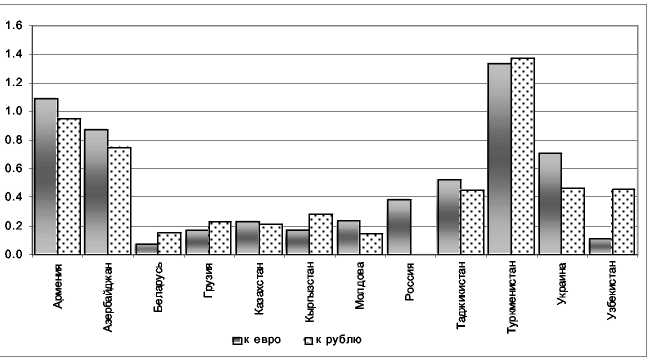 1.6
1.4
1.2
1.0
0.8
0.6
0.4
0.2
0.0
Армения
Азербайджан
Беларусь
Грузия
Казахстан
Кыргызстан
Молдова
Россия
Таджикистан
Туркменистан
Украина
Узбекистан
к евро
к рублю